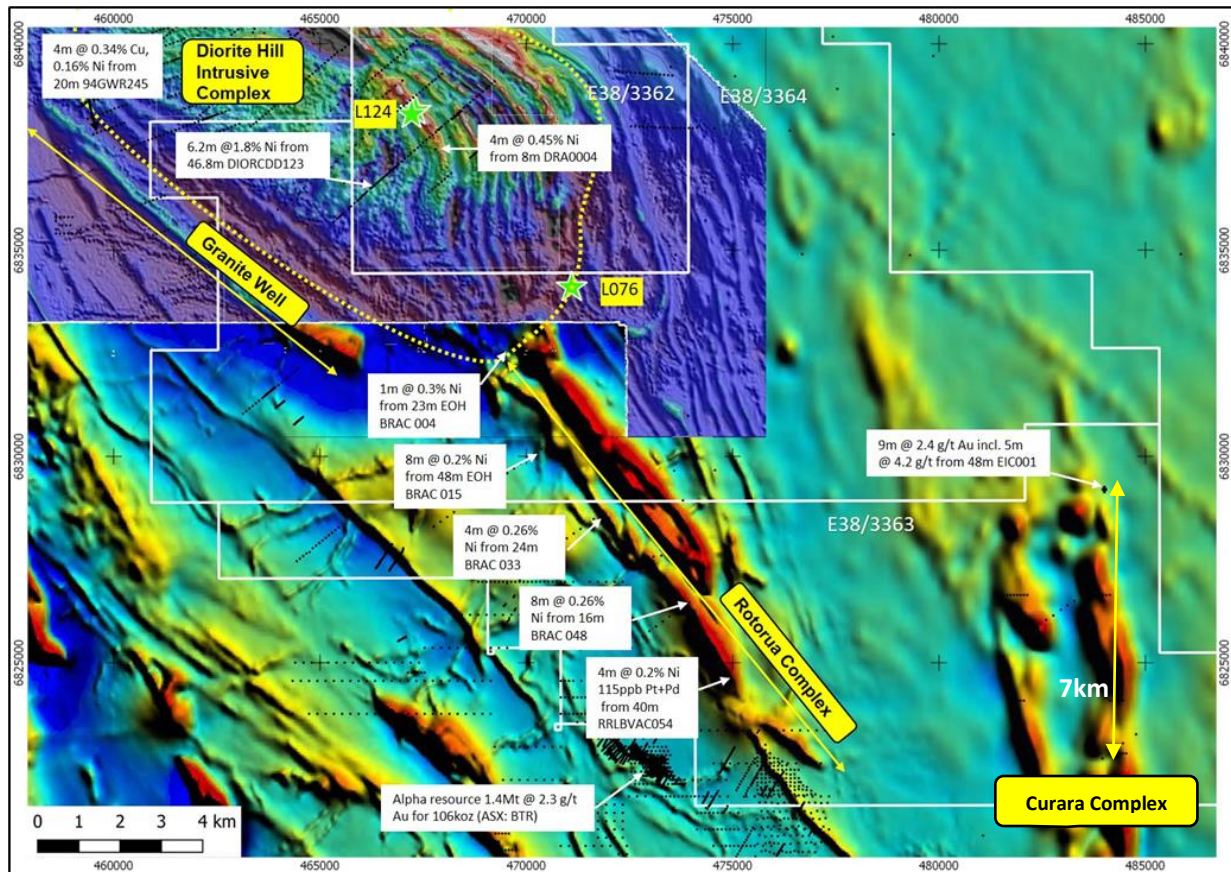 460000
465000
470000
475000
480000
485000
6840000
4m @ 0.34% Cu,
0.16% Ni from
20m 94GWR245
Diorite Hill
Intrusive
Complex
E38/3362
E38/3364
6840000
L124
6.2m @1.8% Ni from
46.8m DIORCDD123
4m @ 0.45% Ni
from 8m DRA0004
6835000
Granite Well
L076
6835000
1m @ 0.3% Ni
from 23m EOH
BRAC 004
6830000
8m @ 0.2% Ni
from 48m EOH
BRAC 015
9m @ 2.4 g/t Au incl. 5m
@ 4.2 g/t from 48m EIC001
6830000
E38/3363
4m @ 0.26%
Ni from 24m
BRAC 033
8m @ 0.26%
Ni from 16m
BRAC 048
Rotorua Complex
6825000
4m @ 0.2% Ni
115ppb Pt+Pd
from 40m
RRLBVAC054
7km
6825000
Alpha resource 1.4Mt @ 2.3 g/t
Au for 106koz (ASX: BTR)
Curara Complex
0 1 2 3 4 km
460000
465000
470000
475000
480000
485000